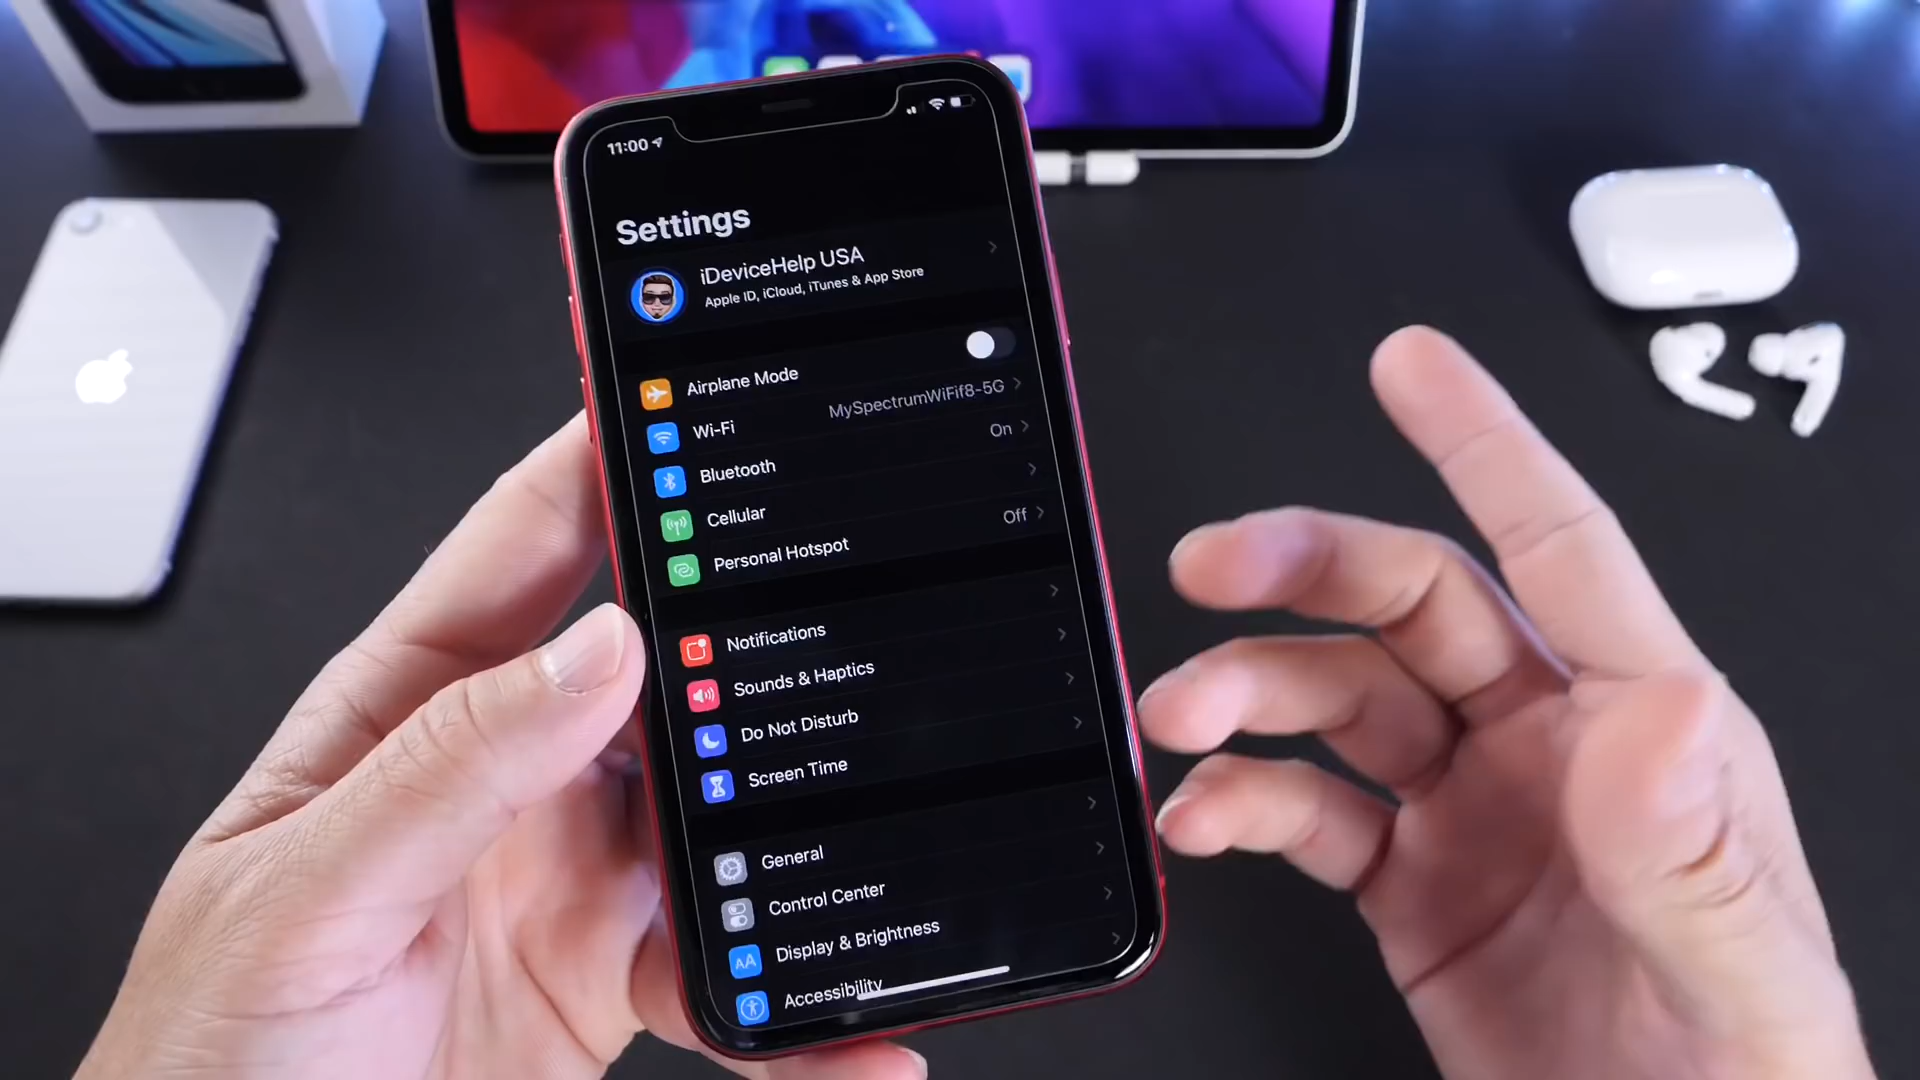 11:00
Settings
iDeviceHelp USA
Apple ID, iCloud, iTunes & App Store
Airplane Mode
Wi-Fi MySpectrumWiFif8-5G
Bluetooth On
Cellular
Personal Hotspot Off
Notifications
Sounds & Haptics
Do Not Disturb
Screen Time
General
Control Center
AA Display & Brightness
Accessibility